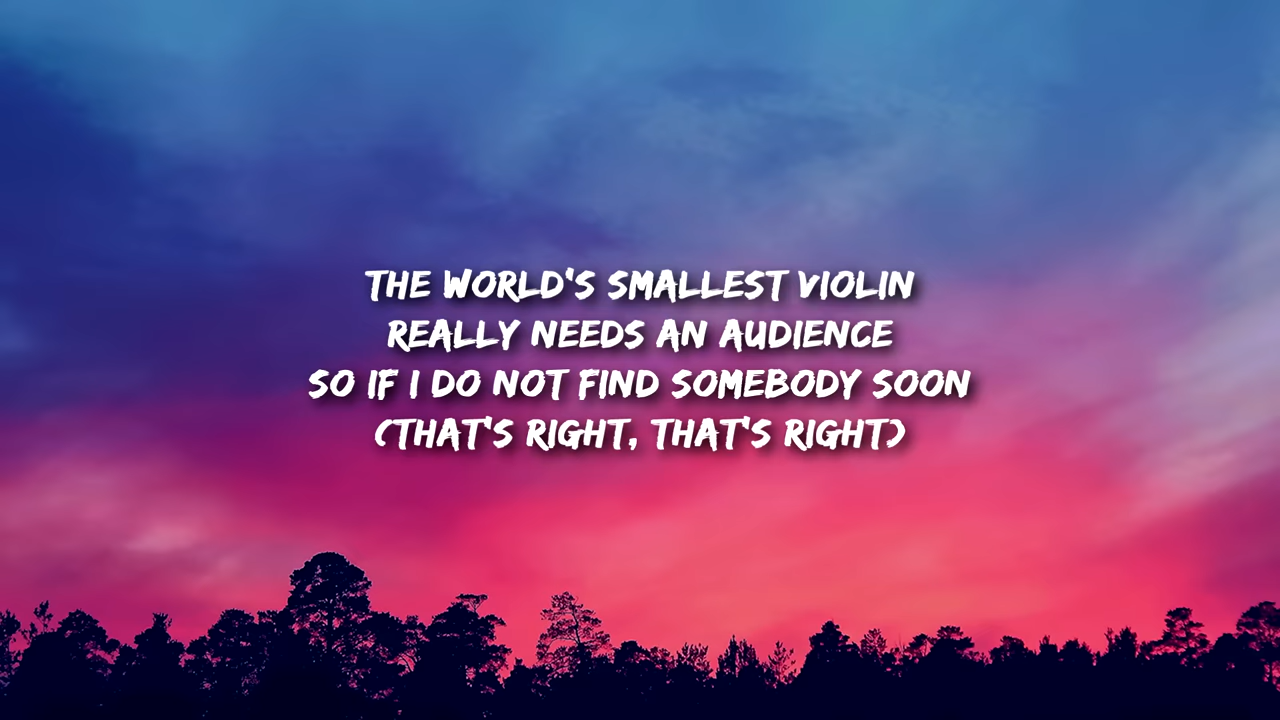 THE WORLD'S SMALLEST VIOLIN
REALLY NEEDS AN AUDIENCE
SO IF I DO NOT FIND SOMEBODY SOON
(THAT'S RIGHT, THAT'S RIGHT)